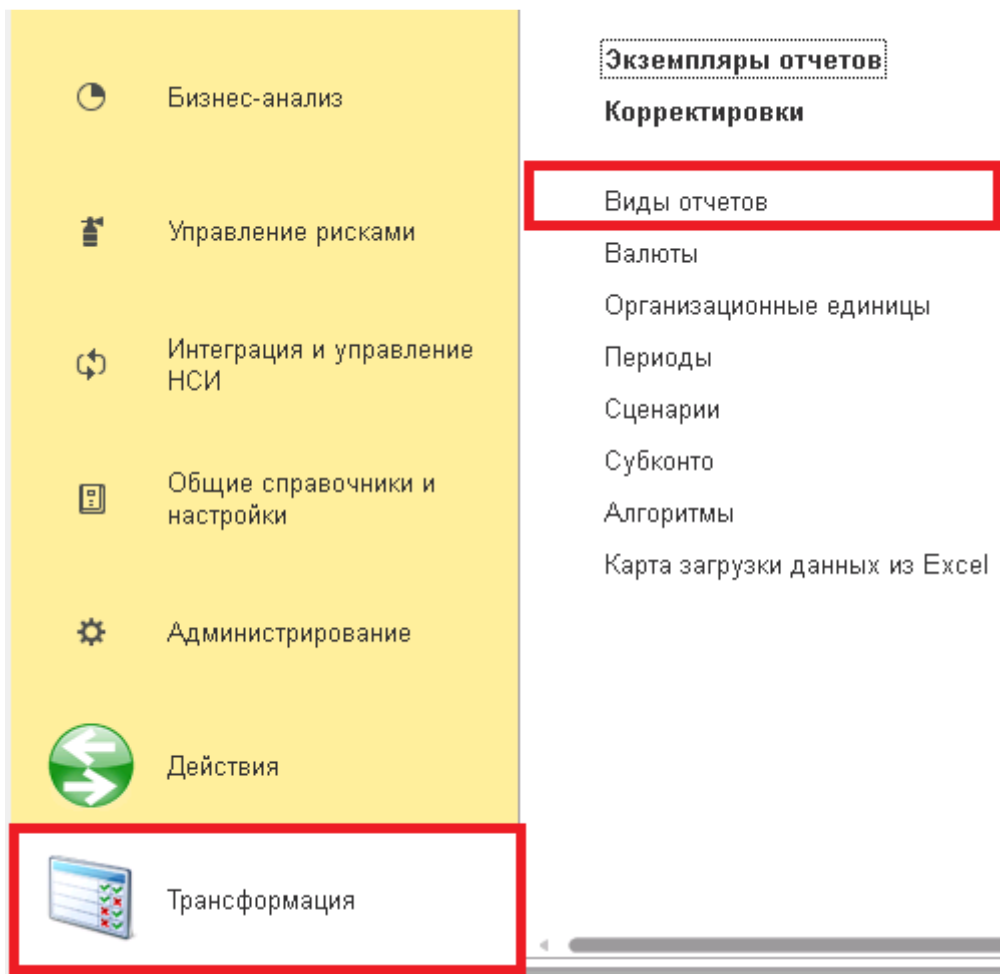 Бизнес-анализ
Управление рисками
Интеграция и управление
НСИ
Общие справочники и
настройки
Администрирование
Действия
Трансформация
Экземпляры отчетов
Корректировки
Виды отчетов
Валюты
Организационные единицы
Периоды
Сценарии
Субконто
Алгоритмы
Карта загрузки данных из Excel